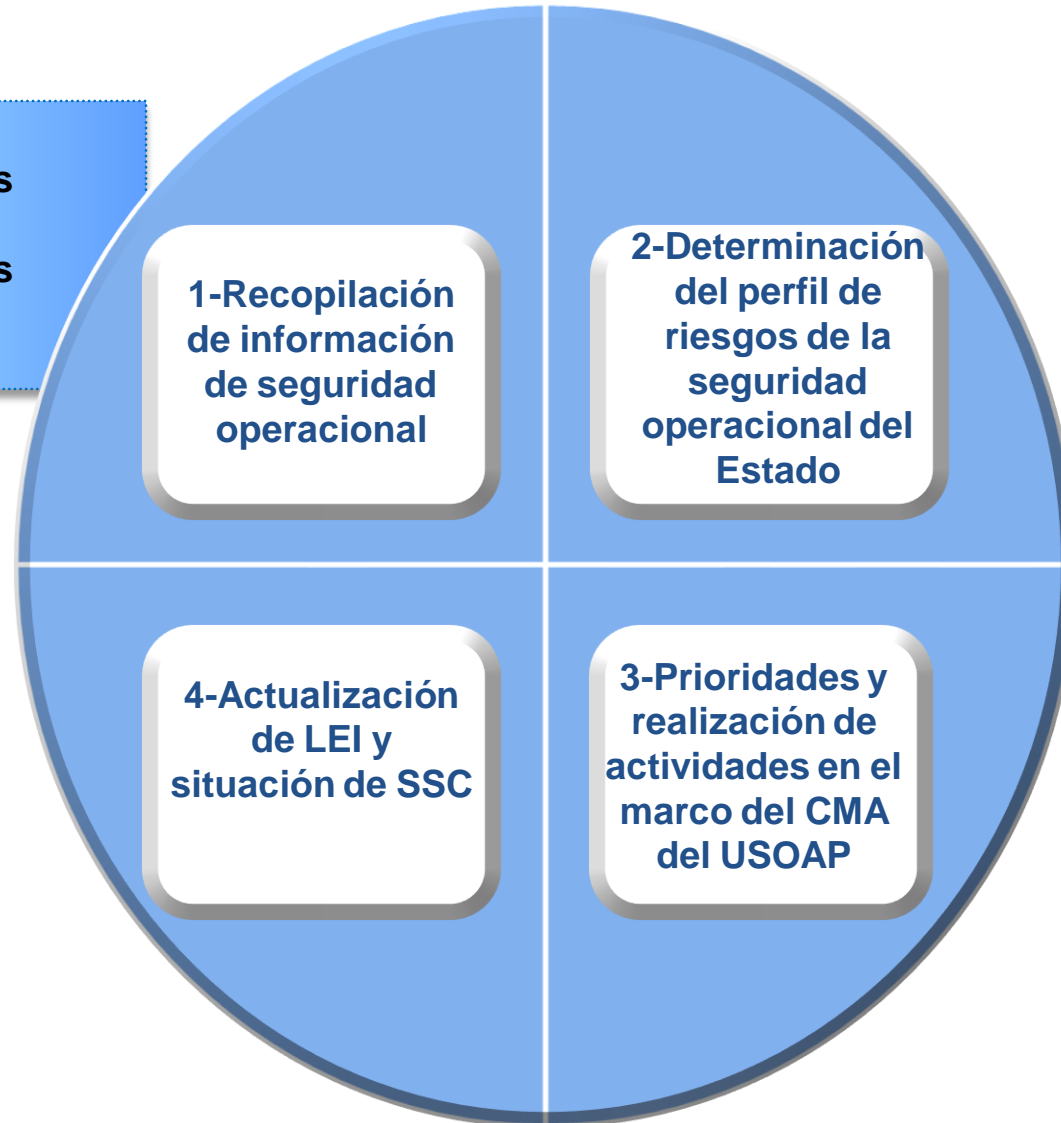 1-Recopilación
de información
de seguridad
operacional
2-Determinación
del perfil de
riesgos de la
seguridad
operacional del
Estado
4-Actualización
de LEI y
situación de SSC
3-Prioridades y
realización de
actividades en el
marco del CMA
del USOAP